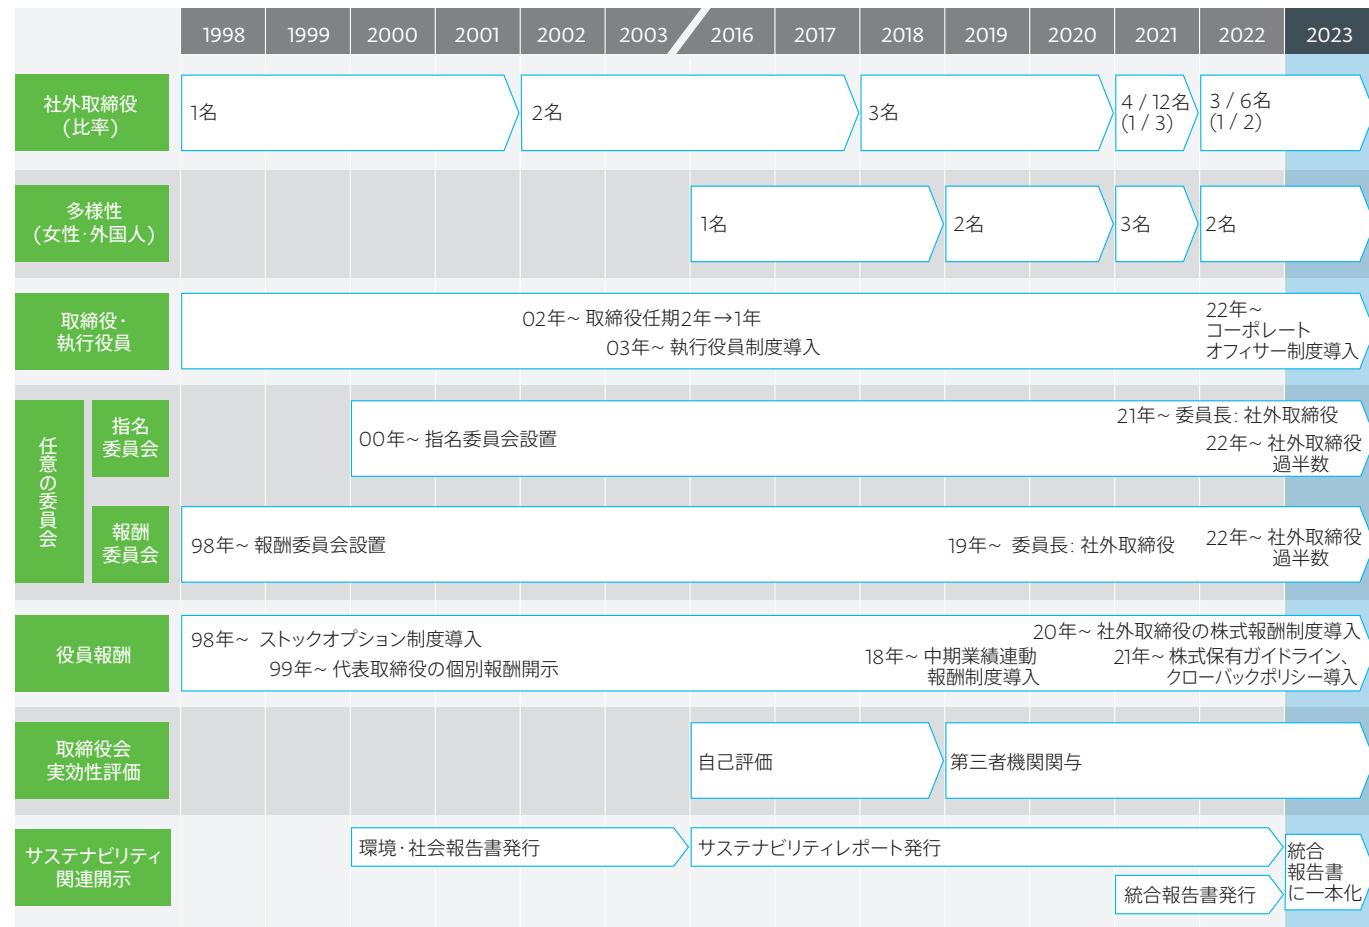 1998 1999 2000 2001 2002 2003 2016 2017 2018 2019 2020 2021 2022 2023
社外取締役
(比率)
1名
2名
3名
4 / 12名
(1 / 3)
3 / 6名
(1 / 2)
多様性
(女性·外国人)
1名
2名
3名
2名
取締役·
執行役員
02年~ 取締役任期2年→1年
03年~ 執行役員制度導入
22年~
コーポレート
オフィサー制度導入
任意の委員会
指名
委員会
00年~ 指名委員会設置
21年~ 委員長: 社外取締役
22年~ 社外取締役
過半数
報酬
委員会
98年~ 報酬委員会設置
19年~ 委員長: 社外取締役
22年~ 社外取締役
過半数
役員報酬
98年~ ストックオプション制度導入
99年~ 代表取締役の個別報酬開示
18年~ 中期業績連動
報酬制度導入
20年~ 社外取締役の株式報酬制度導入
21年~ 株式保有ガイドライン、
クローバックポリシー導入
取締役会
実効性評価
自己評価
第三者機関関与
サステナビリティ
関連開示
環境·社会報告書発行
サステナビリティレポート発行
統合報告書発行
統合
報告書
に一本化